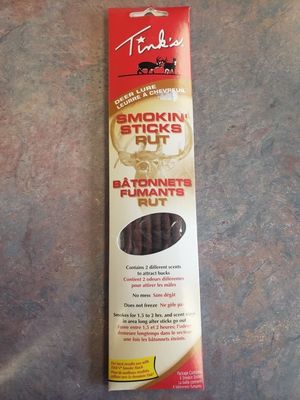 Tink's
DEER LURE
LEURRE À CHEVREUIL
SMOKIN'
STICKS
RUT
BÂTONNETS
FUMANTS
RUT
Contains 2 different scents
to attract bucks
Contient 2 odeurs différentes
pour attirer les mâles
No mess Sans dégât
Does not freeze Ne gèle pas
Smokes for 1.5 to 2 hrs, and scent
in area long after sticks go out
Fume entre 1.5 et 2 heures;
demeure longtemps dans le secteur
une fois les bâtonnets éteints.